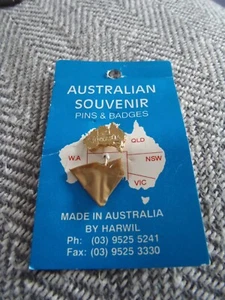 AUSTRALIAN
SOUVENIR
PINS & BADGES
QLD
W.A
NSW
VIC
MADE IN AUSTRALIA
BY HARWIL
Ph: (03) 9525 5241
Fax: (03) 9525 3330